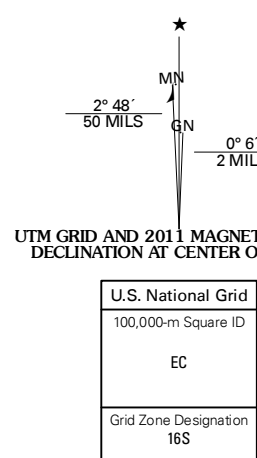 ★
MN
GN
2° 48´
50 MILS
0° 6´
2 MIL
UTM GRID AND 2011 MAGNET
DECLINATION AT CENTER O
U.S. National Grid
100,000-m Square ID
EC
Grid Zone Designation
16S